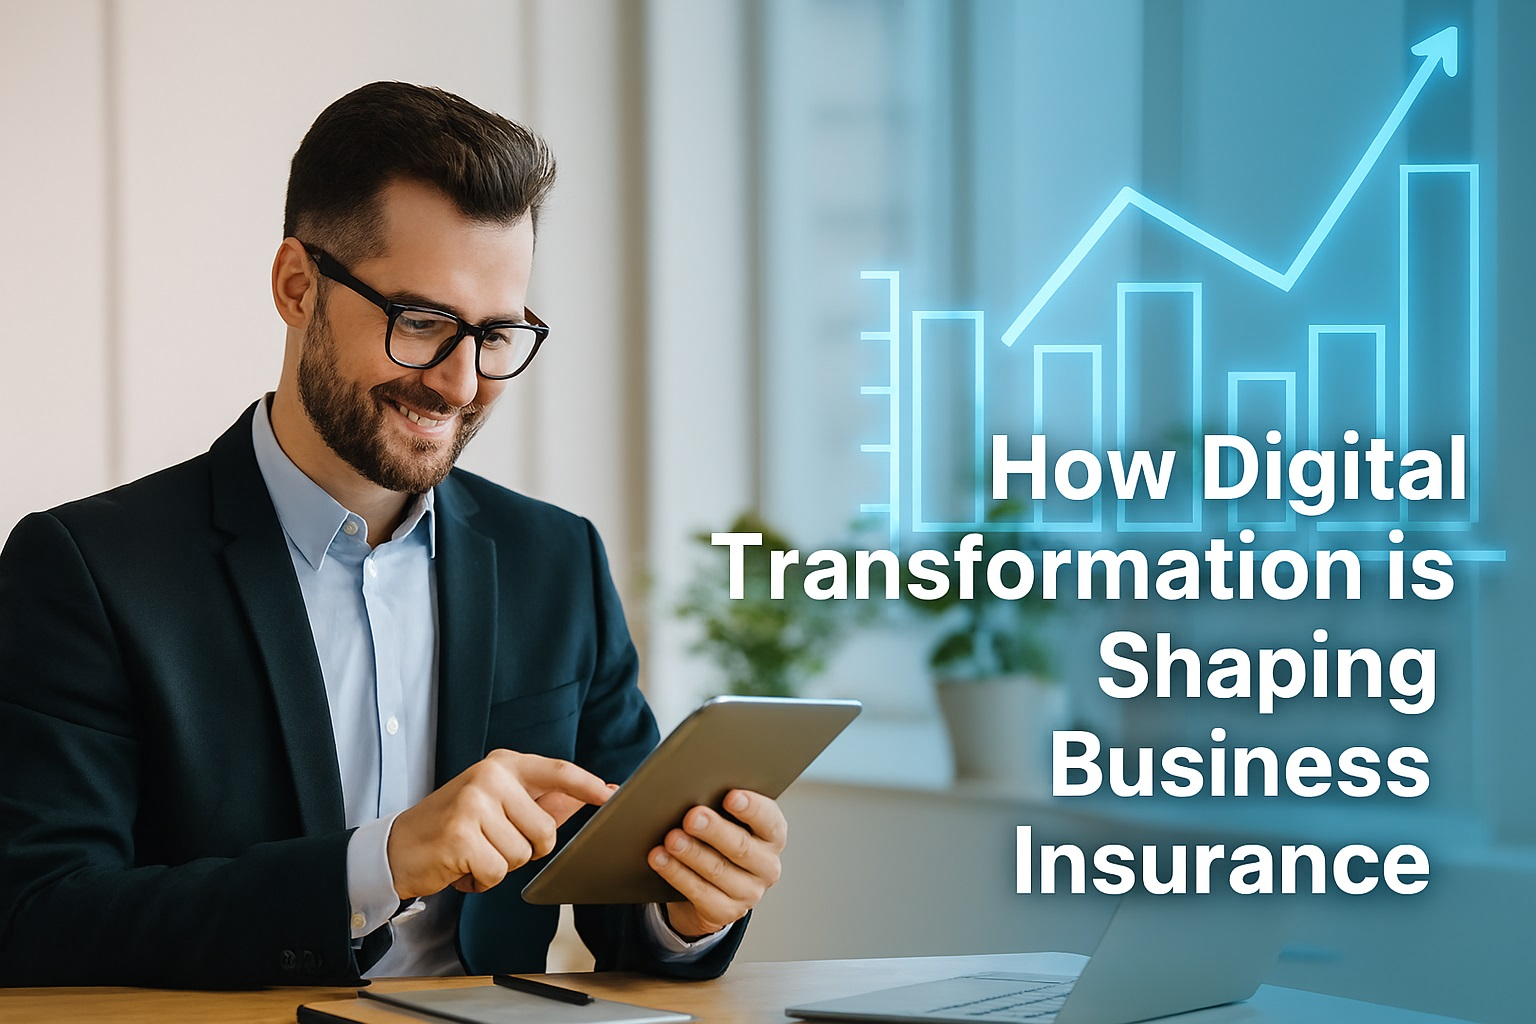 How Digital
Transformation is
Shaping
Business
Insurance